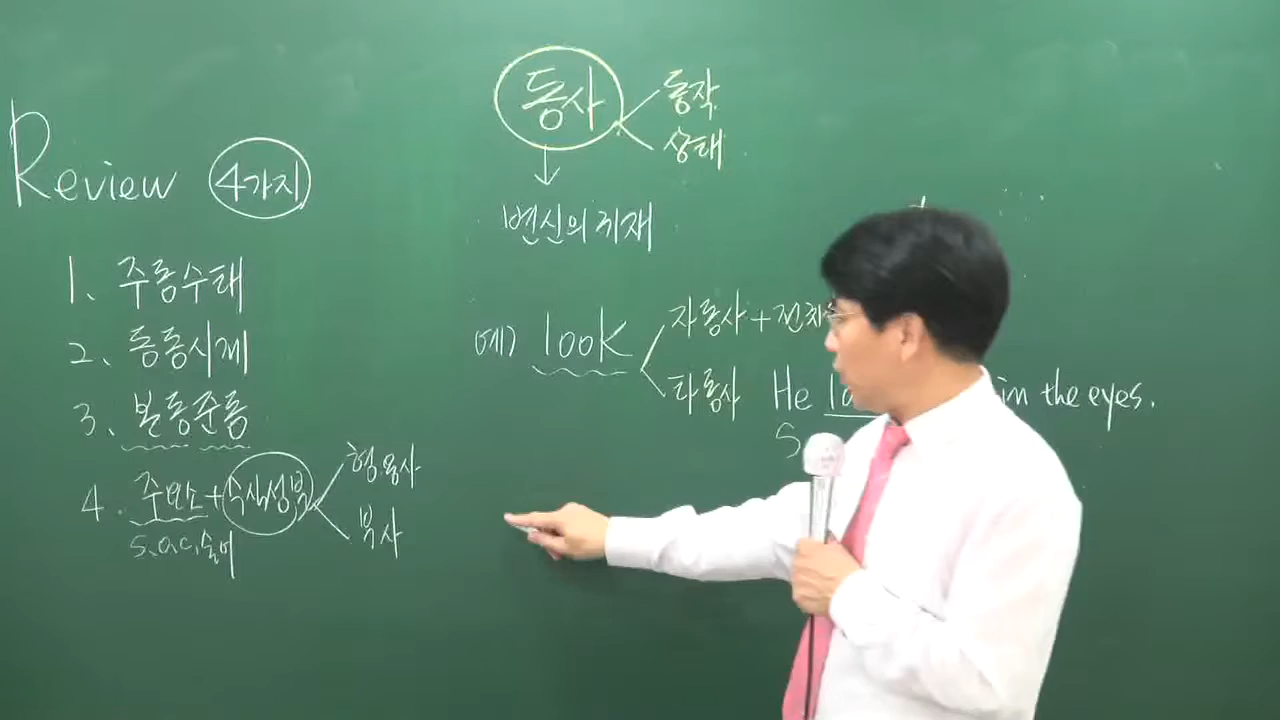 Review 4가지
1. 주동수태
2. 동동시제
3. 본동준동
4. 주요소+수식성분
형용사
부사
S,O,C,술어
동사
동작
상태
변신의 귀재
예) look
자동사+전치
타동사 He in the eyes.
S